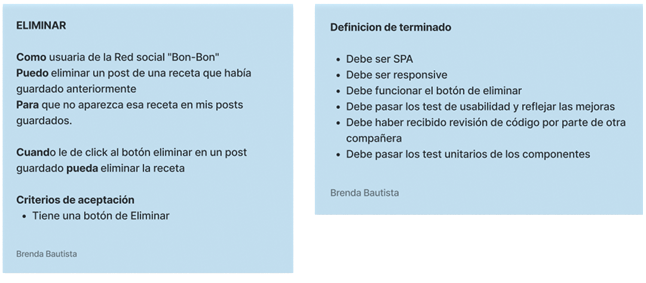 ELIMINAR
Como usuaria de la Red social "Bon-Bon"
Puedo eliminar un post de una receta que había
guardado anteriormente
Para que no aparezca esa receta en mis posts
guardados.
Cuando le de click al botón eliminar en un post
guardado pueda eliminar la receta
Criterios de aceptación
• Tiene una botón de Eliminar
Brenda Bautista
Definicion de terminado
• Debe ser SPA
• Debe ser responsive
• Debe funcionar el botón de eliminar
• Debe pasar los test de usabilidad y reflejar las mejoras
• Debe haber recibido revisión de código por parte de otra
compañera
• Debe pasar los test unitarios de los componentes
Brenda Bautista